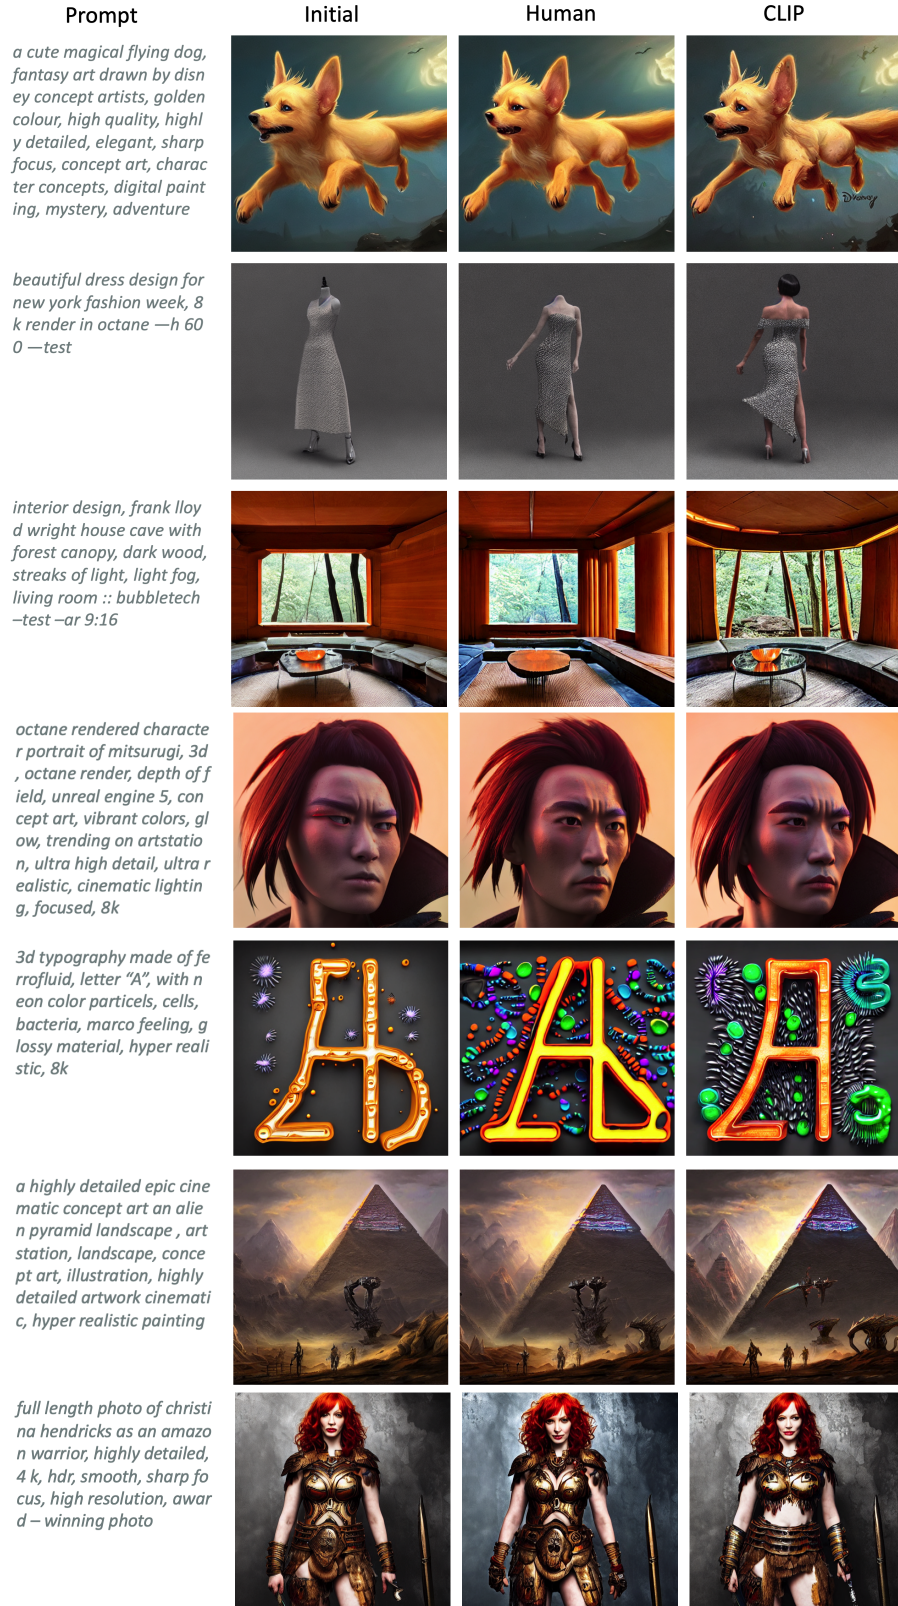 Prompt Initial Human CLIP
a cute magical flying dog,
fantasy art drawn by disn
ey concept artists, golden
colour, high quality, highl
y detailed, elegant, sharp
focus, concept art, charac
ter concepts, digital paint
ing, mystery, adventure
beautiful dress design for
new york fashion week, 8
k render in octane —h 60
0 —test
interior design, frank lloy
d wright house cave with
forest canopy, dark wood,
streaks of light, light fog,
living room :: bubbletech
–test –ar 9:16
octane rendered characte
r portrait of mitsurugi, 3d
, octane render, depth of f
ield, unreal engine 5, con
cept art, vibrant colors, gl
ow, trending on artstatio
n, ultra high detail, ultra r
ealistic, cinematic lightin
g, focused, 8k
3d typography made of fe
rrofluid, letter “A”, with n
eon color particels, cells,
bacteria, marco feeling, g
lossy material, hyper reali
stic, 8k
a highly detailed epic cine
matic concept art an alie
n pyramid landscape , art
station, landscape, conce
pt art, illustration, highly
detailed artwork cinemati
c, hyper realistic painting
full length photo of christi
na hendricks as an amazo
n warrior, highly detailed,
4 k, hdr, smooth, sharp fo
cus, high resolution, awar
d – winning photo